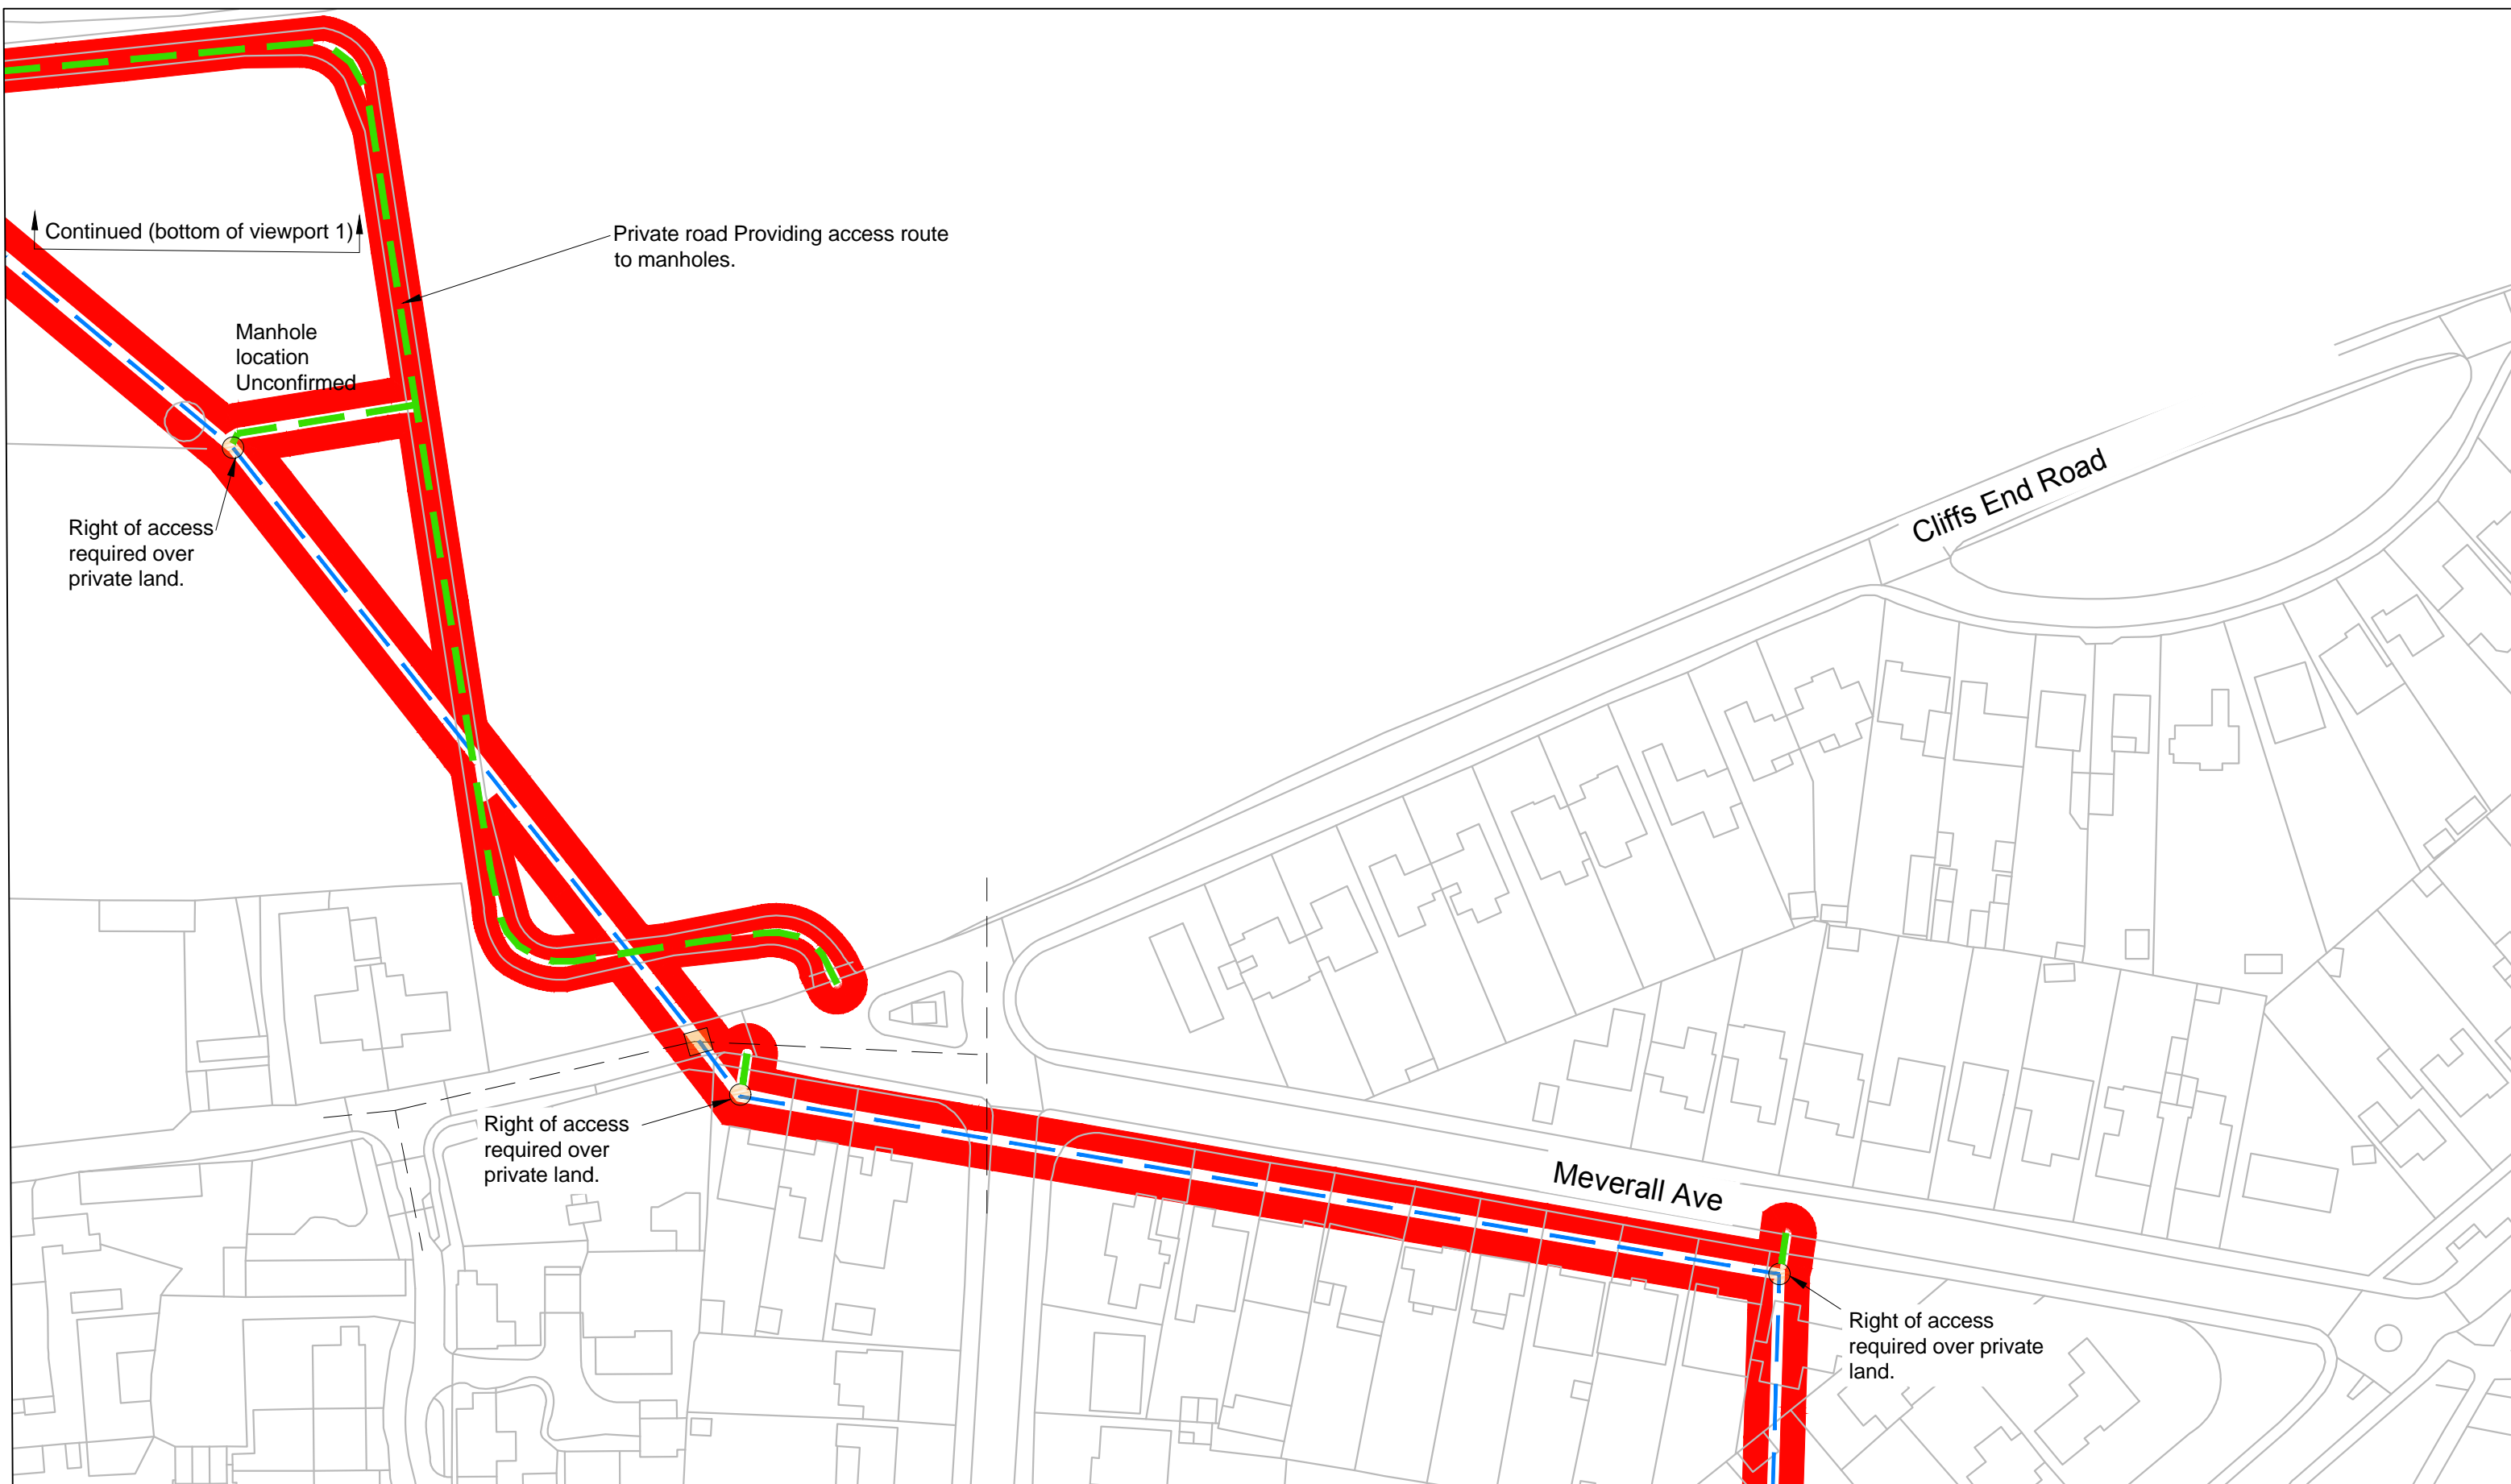 Continued (bottom of viewport 1)
Private road Providing access route
to manholes.
Manhole
location
Unconfirmed
Right of access
required over
private land.
Cliffs End Road
Right of access
required over
private land.
Meverall Ave
Right of access
required over private
land.